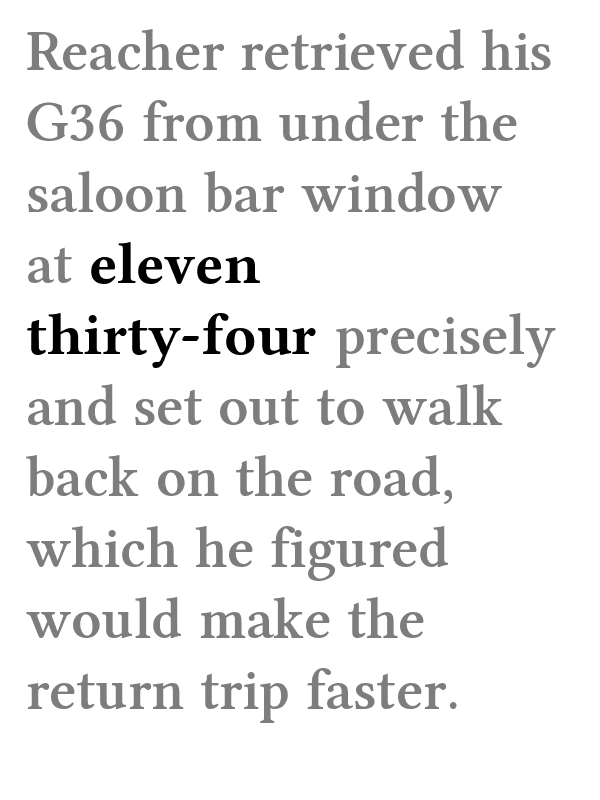 Reacher retrieved his
G36 from under the
saloon bar window
at eleven
thirty-four precisely
and set out to walk
back on the road,
which he figured
would make the
return trip faster.